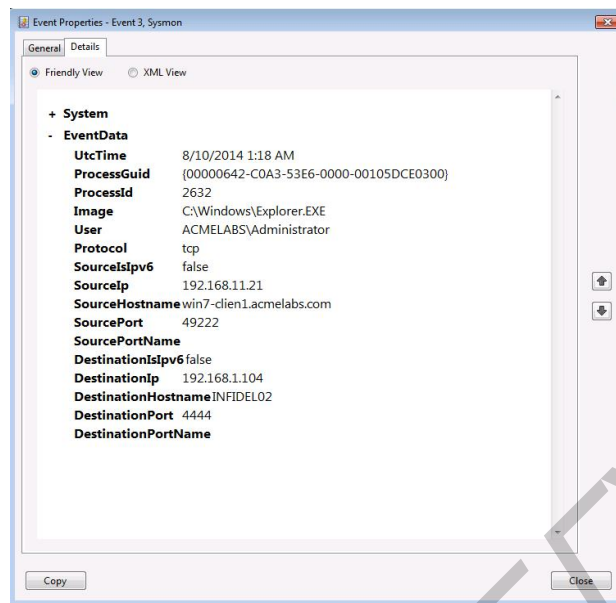 Event Properties - Event 3, Sysmon
General Details
Friendly View XML View
+ System
- EventData
UtcTime 8/10/2014 1:18 AM
ProcessGuid {00000642-C0A3-53E6-0000-00105DCE0300}
ProcessId 2632
Image C:\Windows\Explorer.EXE
User ACMELABS\Administrator
Protocol tcp
SourceIsIpv6 false
SourceIp 192.168.11.21
SourceHostname win7-clien1.acmelabs.com
SourcePort 49222
SourcePortName
DestinationIsIpv6 false
DestinationIp 192.168.1.104
DestinationHostname INFIDEL02
DestinationPort 4444
DestinationPortName
Copy Close